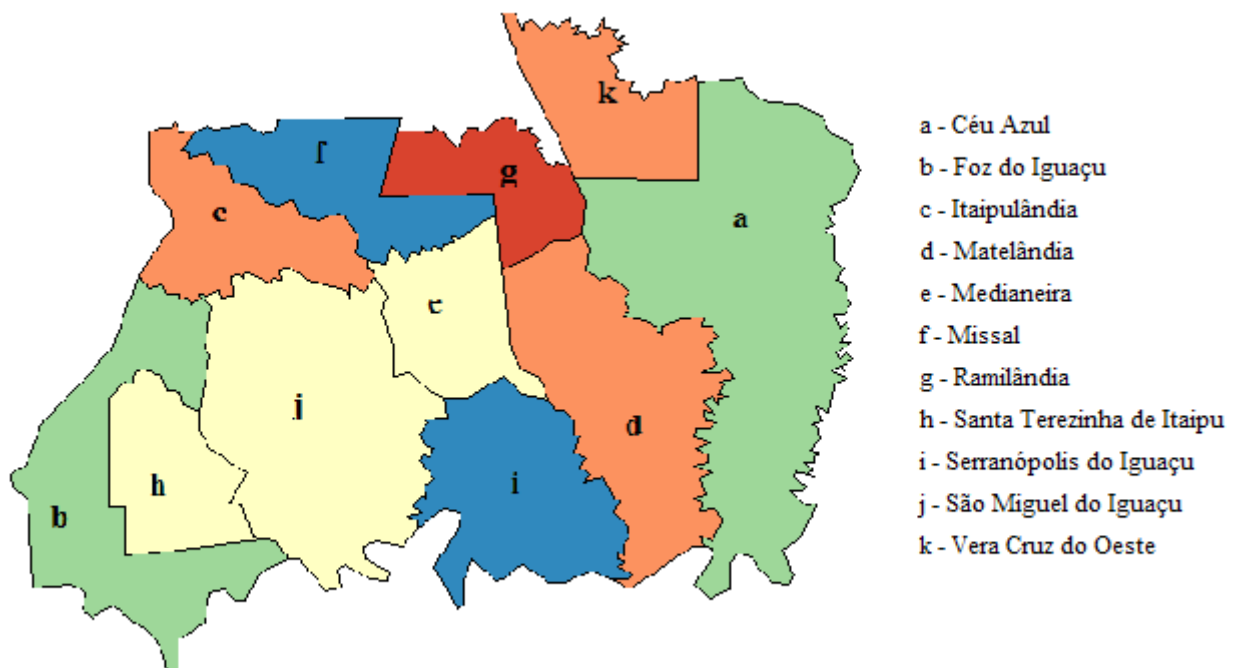 k
f
g
c
a
e
j
d
h
i
b
a - Céu Azul
b - Foz do Iguaçu
c - Itaipulândia
d - Matelândia
e - Medianeira
f - Missal
g - Ramilândia
h - Santa Terezinha de Itaipu
i - Serranópolis do Iguaçu
j - São Miguel do Iguaçu
k - Vera Cruz do Oeste